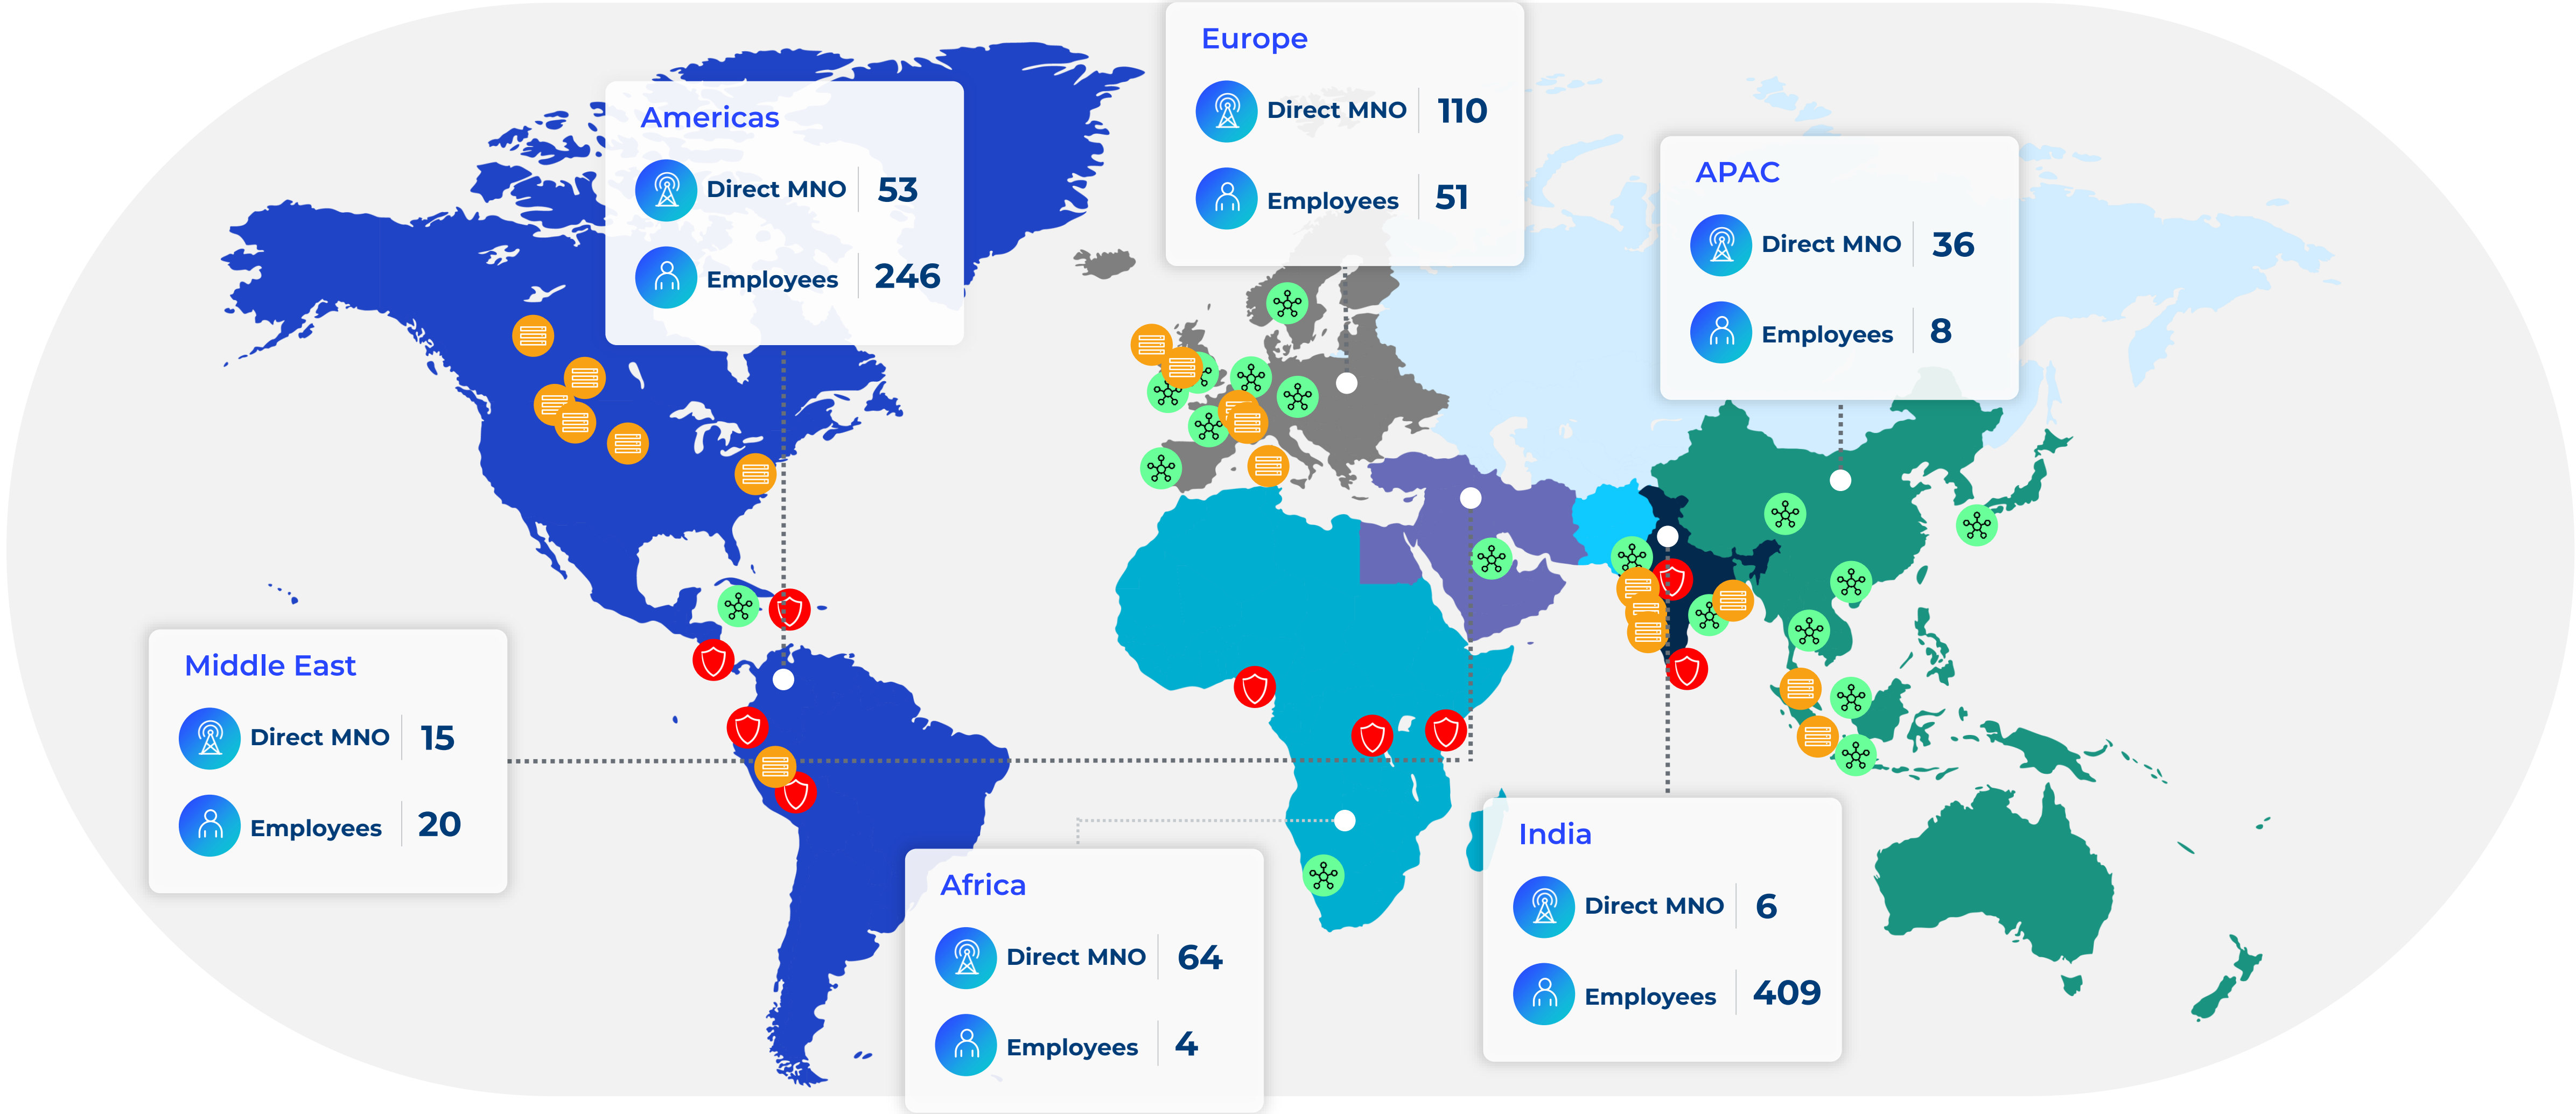 Europe
Direct MNO 110
Employees 51
Americas
Direct MNO 53
Employees 246
APAC
Direct MNO 36
Employees 8
Middle East
Direct MNO 15
Employees 20
Africa
Direct MNO 64
Employees 4
India
Direct MNO 6
Employees 409